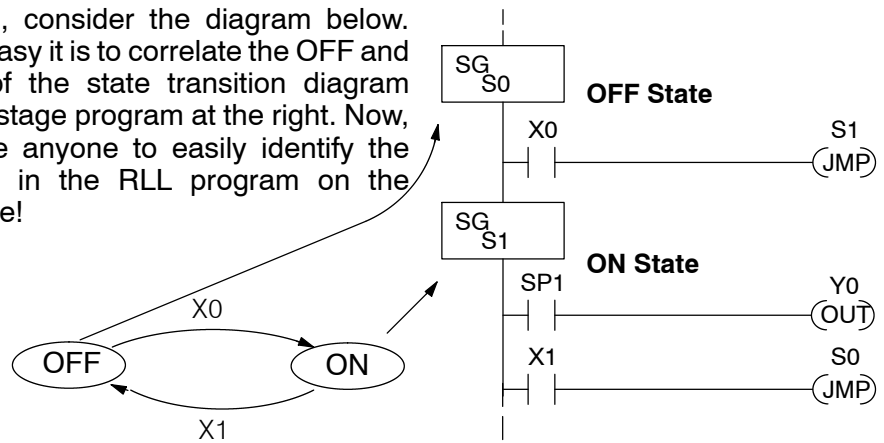 , consider the diagram below.
asy it is to correlate the OFF and
of the state transition diagram
stage program at the right. Now,
e anyone to easily identify the
in the RLL program on the
e!
SG
S0
OFF State
X0
S1
JMP
SG
S1
ON State
SP1
Y0
OUT
X1
S0
JMP
X0
OFF
ON
X1